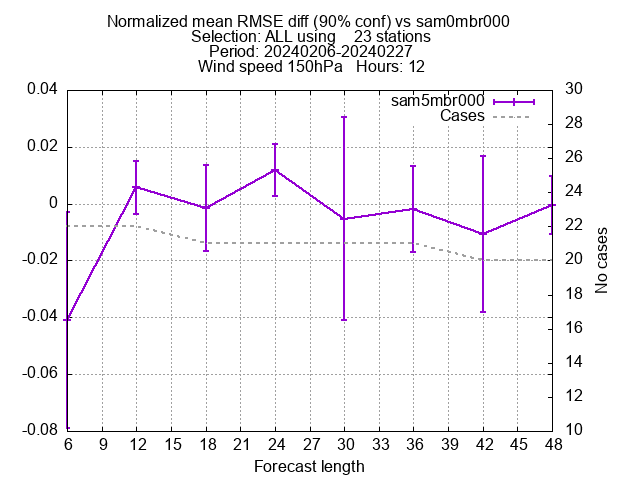 Normalized mean RMSE diff (90% conf) vs sam0mbr000
Selection: ALL using    23 stations
Period: 20240206-20240227
Wind speed 150hPa   Hours: 12
sam5mbr000
Cases
0.04
0.02
0
-0.02
-0.04
-0.06
-0.08
30
28
26
24
22
20
18
16
14
12
10
No cases
6 9 12 15 18 21 24 27 30 33 36 39 42 45 48
Forecast length